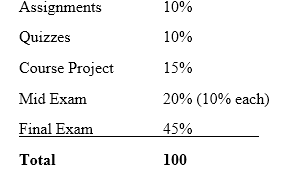 Assignments 10%
Quizzes 10%
Course Project 15%
Mid Exam 20% (10% each)
Final Exam 45%
Total 100